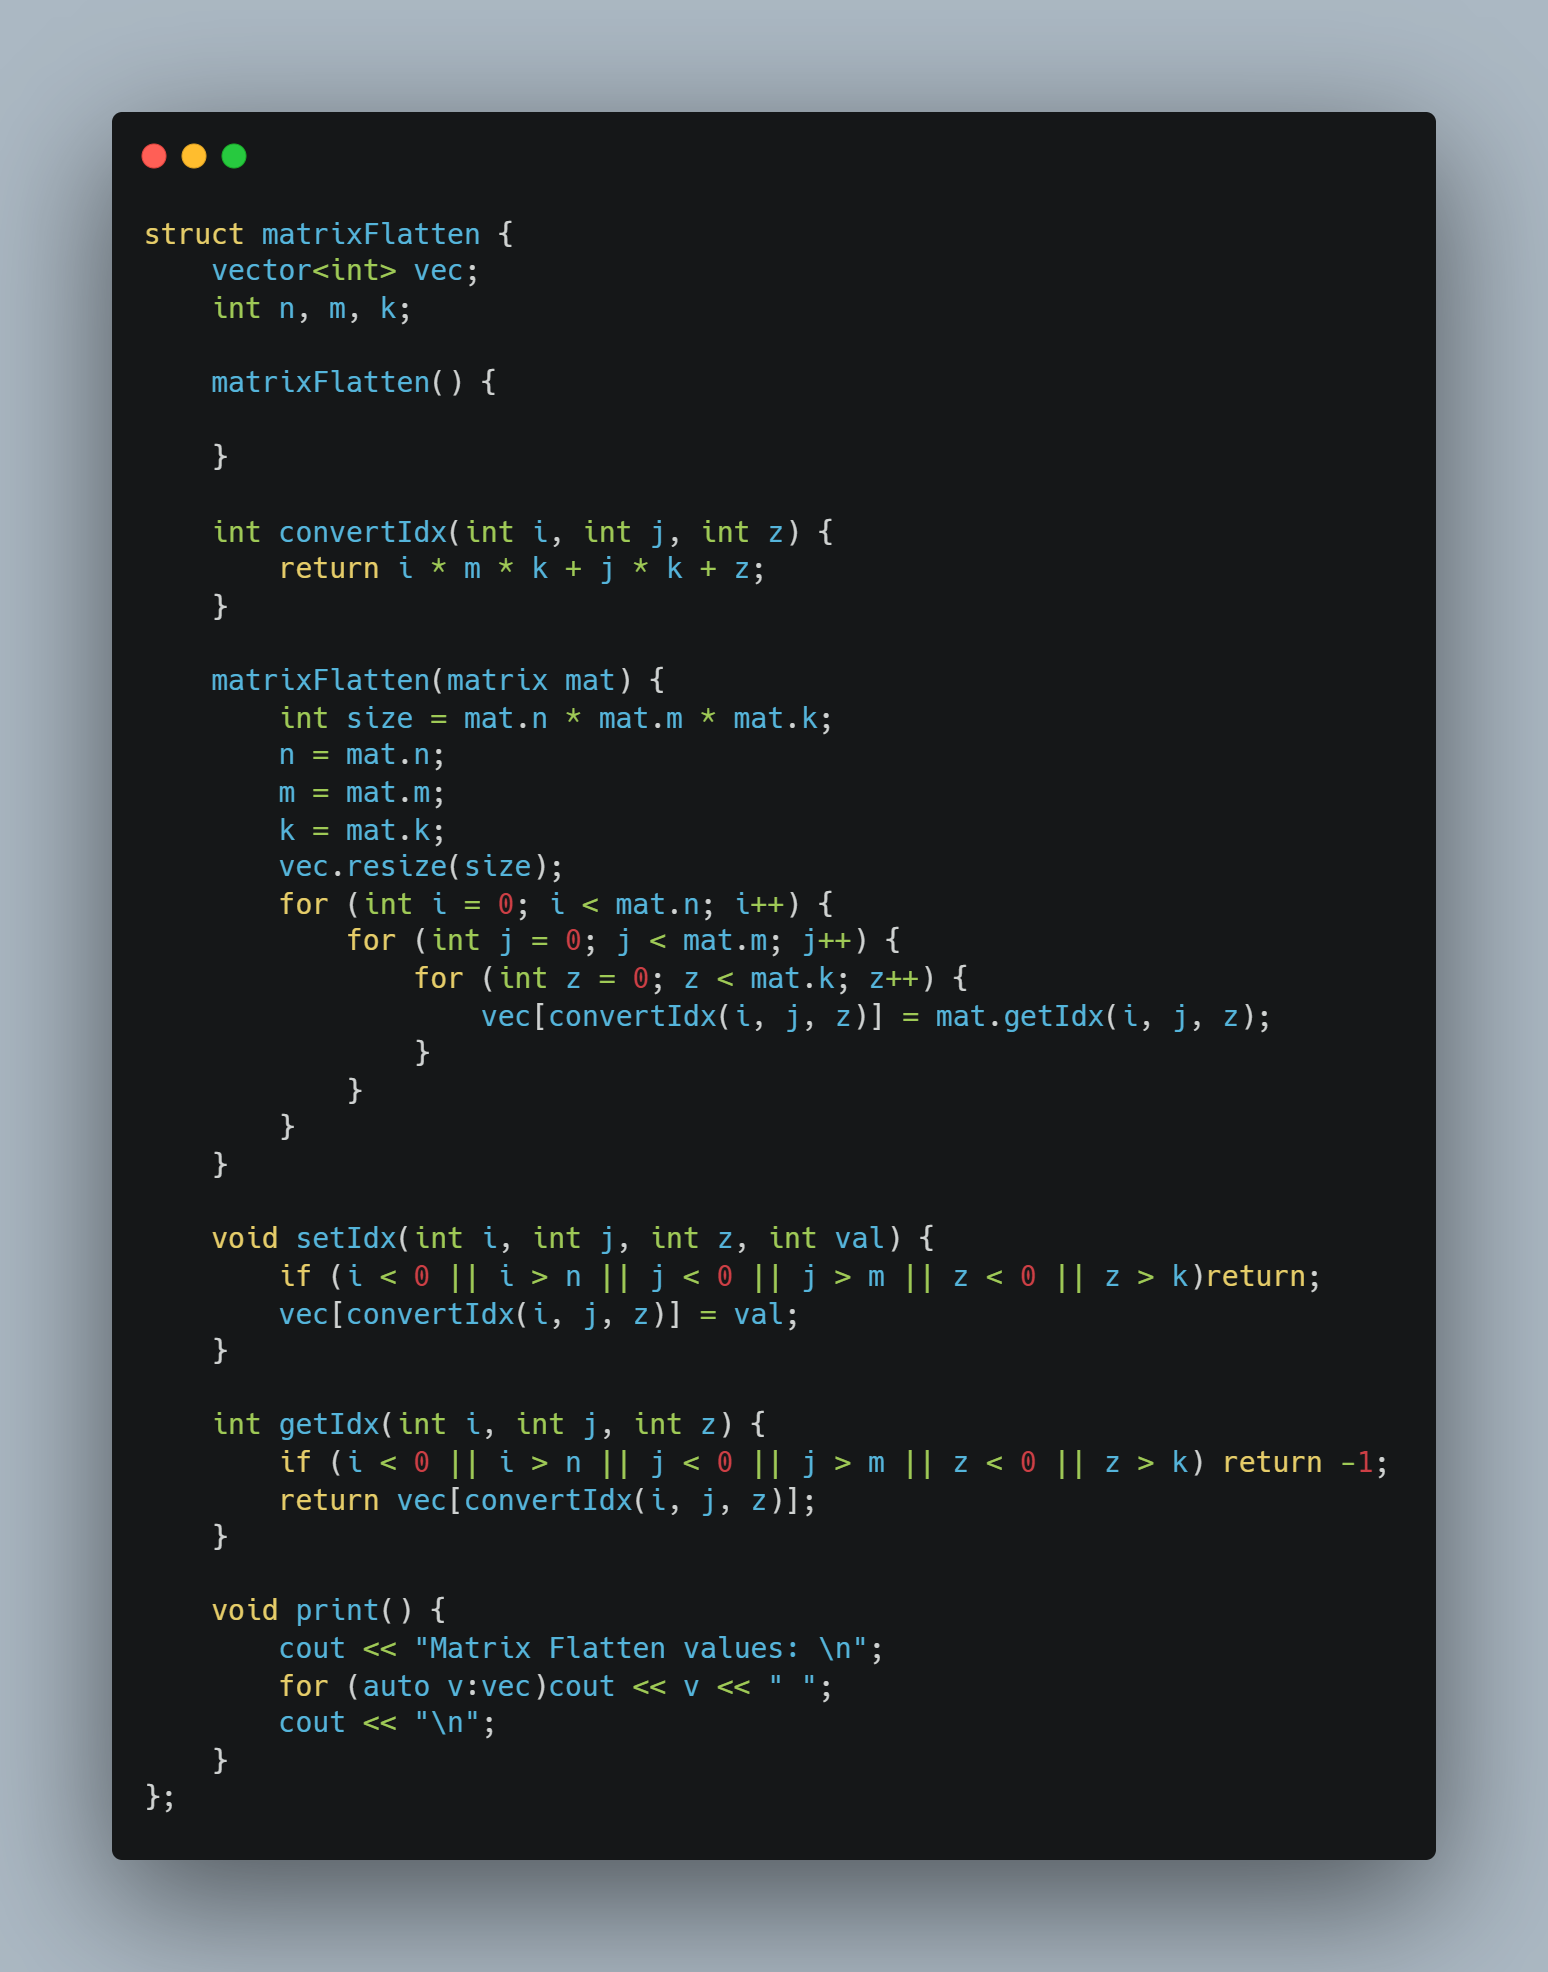 struct matrixFlatten {
    vector<int> vec;
    int n, m, k;

    matrixFlatten() {

    }

    int convertIdx(int i, int j, int z) {
        return i * m * k + j * k + z;
    }

    matrixFlatten(matrix mat) {
        int size = mat.n * mat.m * mat.k;
        n = mat.n;
        m = mat.m;
        k = mat.k;
        vec.resize(size);
        for (int i = 0; i < mat.n; i++) {
            for (int j = 0; j < mat.m; j++) {
                for (int z = 0; z < mat.k; z++) {
                    vec[convertIdx(i, j, z)] = mat.getIdx(i, j, z);
                }
            }
        }
    }

    void setIdx(int i, int j, int z, int val) {
        if (i < 0 || i > n || j < 0 || j > m || z < 0 || z > k)return;
        vec[convertIdx(i, j, z)] = val;
    }

    int getIdx(int i, int j, int z) {
        if (i < 0 || i > n || j < 0 || j > m || z < 0 || z > k) return -1;
        return vec[convertIdx(i, j, z)];
    }

    void print() {
        cout << "Matrix Flatten values: \n";
        for (auto v:vec)cout << v << " ";
        cout << "\n";
    }
};